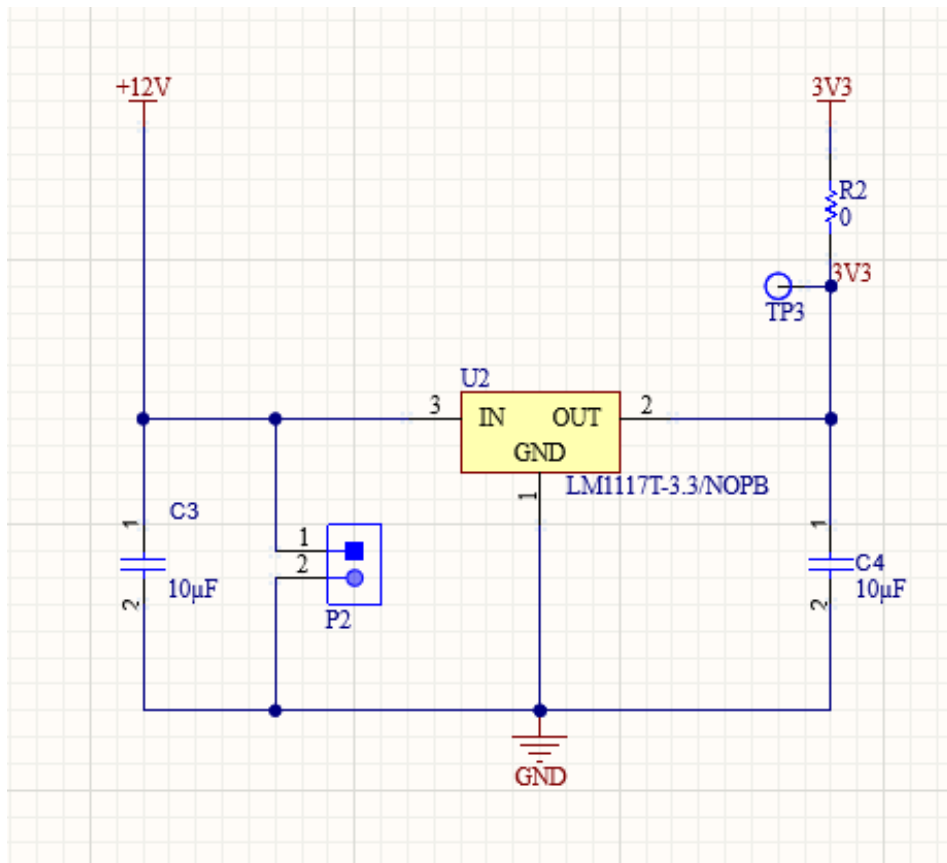 +12V
3V3
R2
0
3V3
TP3
U2
3
IN
OUT
2
GND
1
LM1117T-3.3/NOPB
C3
1
2
10µF
1
2
P2
1
2
C4
10µF
GND